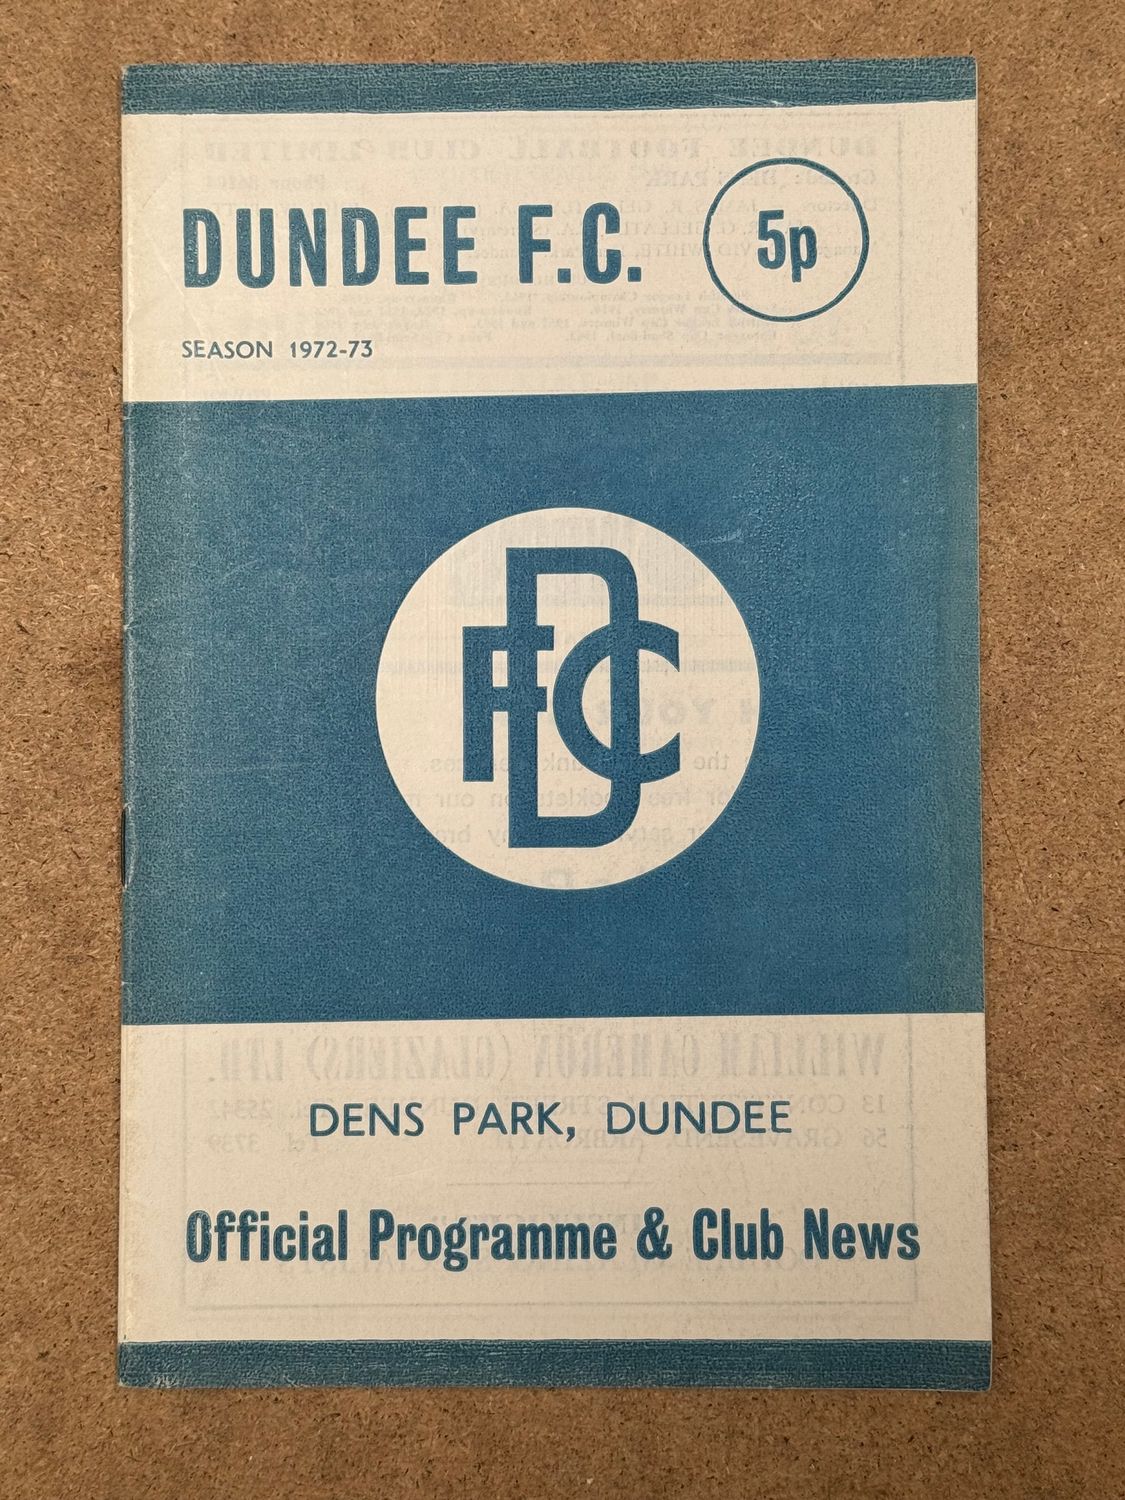 DUNDEE F.C.
5p
SEASON 1972-73
DFC
DENS PARK, DUNDEE
Official Programme & Club News